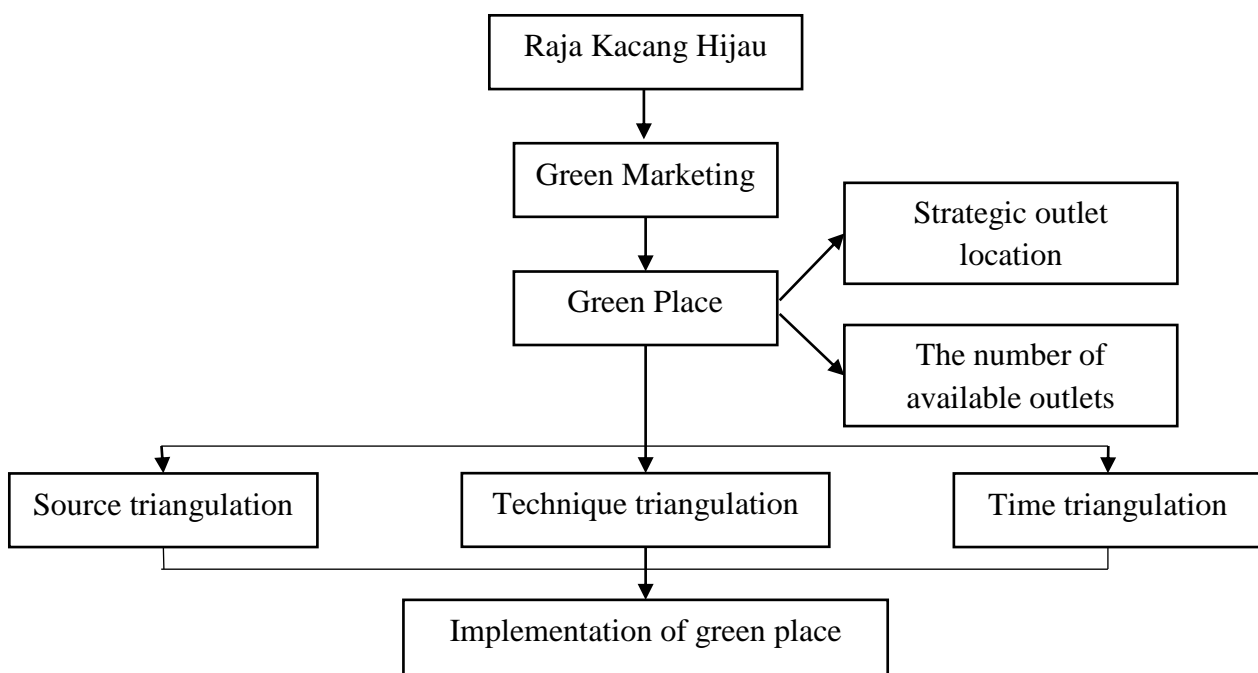 Raja Kacang Hijau
Green Marketing
Strategic outlet
location
Green Place
The number of
available outlets
Source triangulation
Technique triangulation
Time triangulation
Implementation of green place